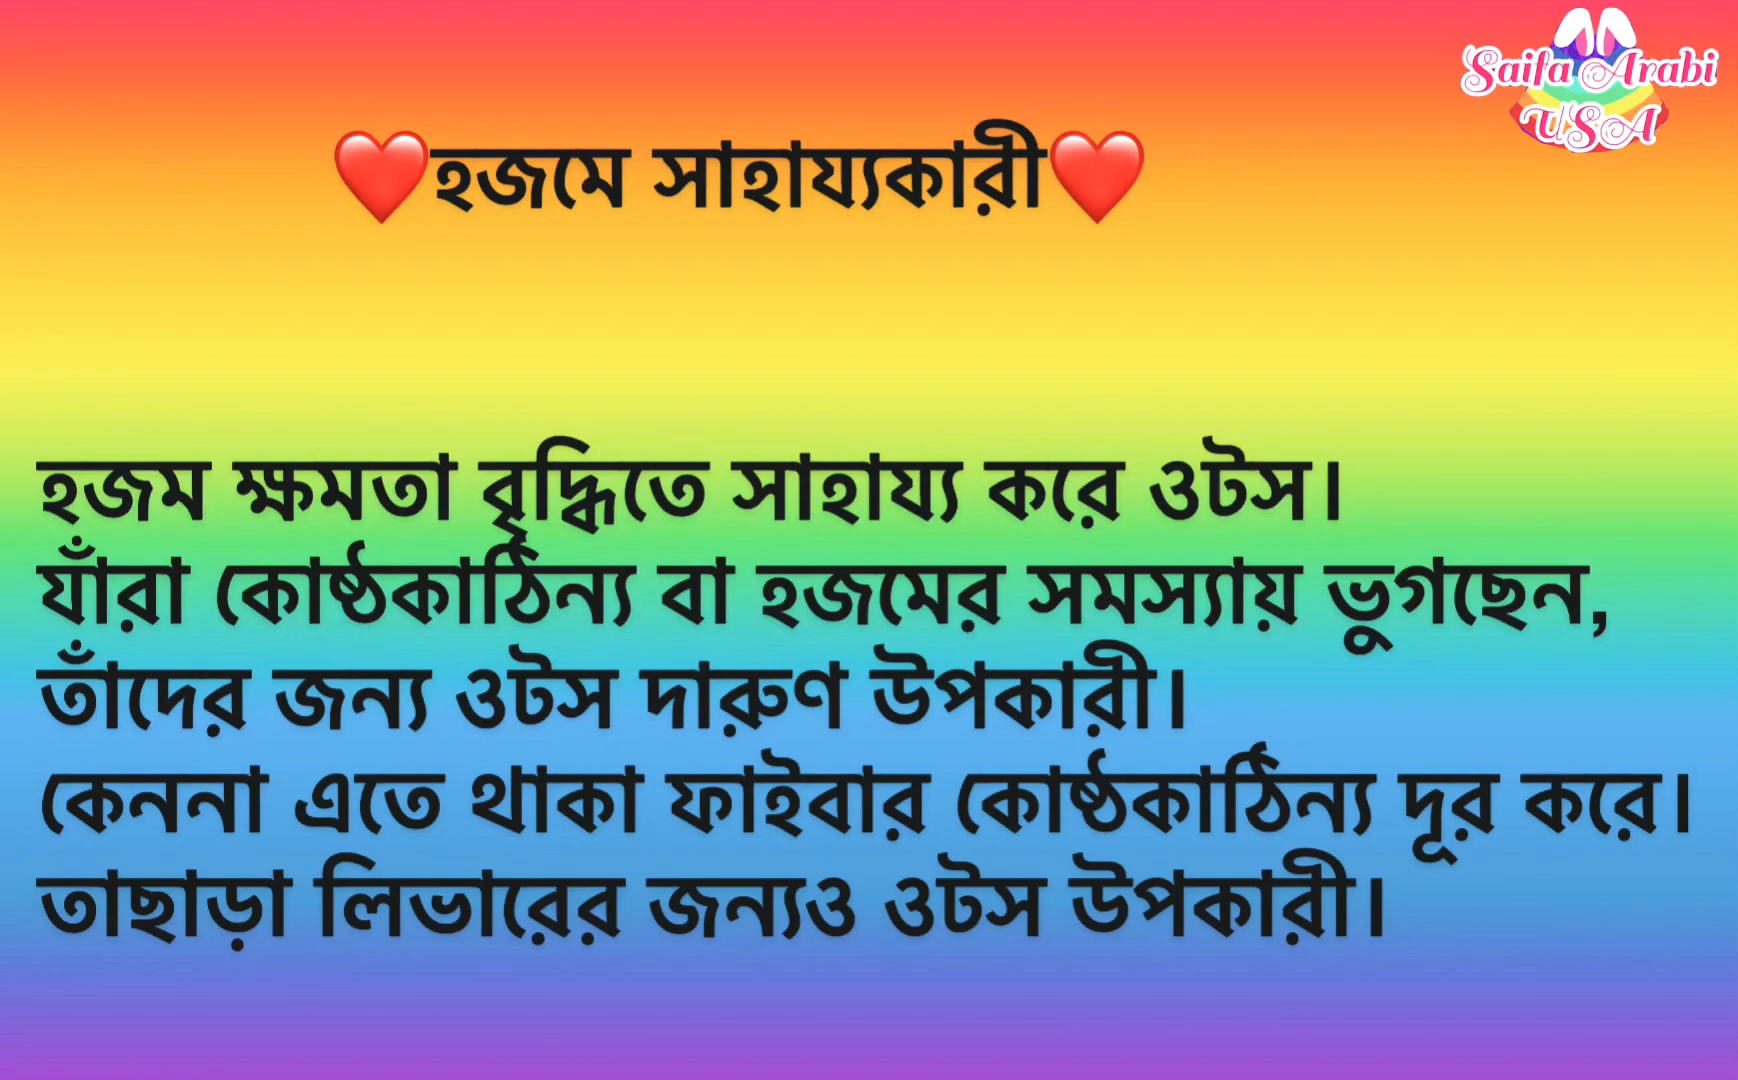 Saifa Arabi
USA
❤️হজমে সাহায্যকারী❤️
হজম ক্ষমতা বৃদ্ধিতে সাহায্য করে ওটস।
যাঁরা কোষ্ঠকাঠিন্য বা হজমের সমস্যায় ভুগছেন,
তাঁদের জন্য ওটস দারুণ উপকারী।
কেননা এতে থাকা ফাইবার কোষ্ঠকাঠিন্য দূর করে।
তাছাড়া লিভারের জন্যও ওটস উপকারী।